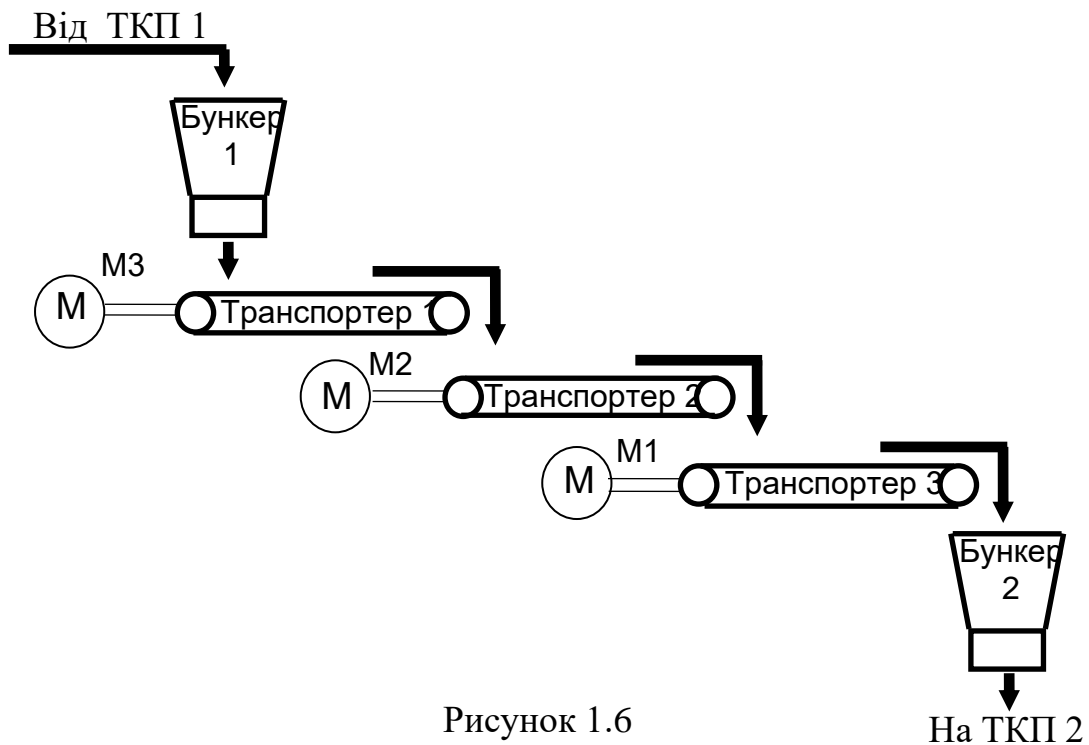 Від ТКП 1
Бункер
1
М3
М
Транспортер 1
М2
М
Транспортер 2
М1
М
Транспортер 3
Бункер
2
Рисунок 1.6
На ТКП 2